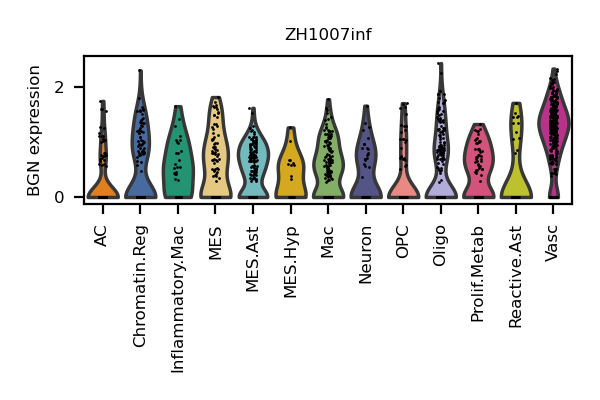 ZH1007inf
BGN expression
2
0
AC
Chromatin.Reg
Inflammatory.Mac
MES
MES.Ast
MES.Hyp
Mac
Neuron
OPC
Oligo
Prolif.Metab
Reactive.Ast
Vasc